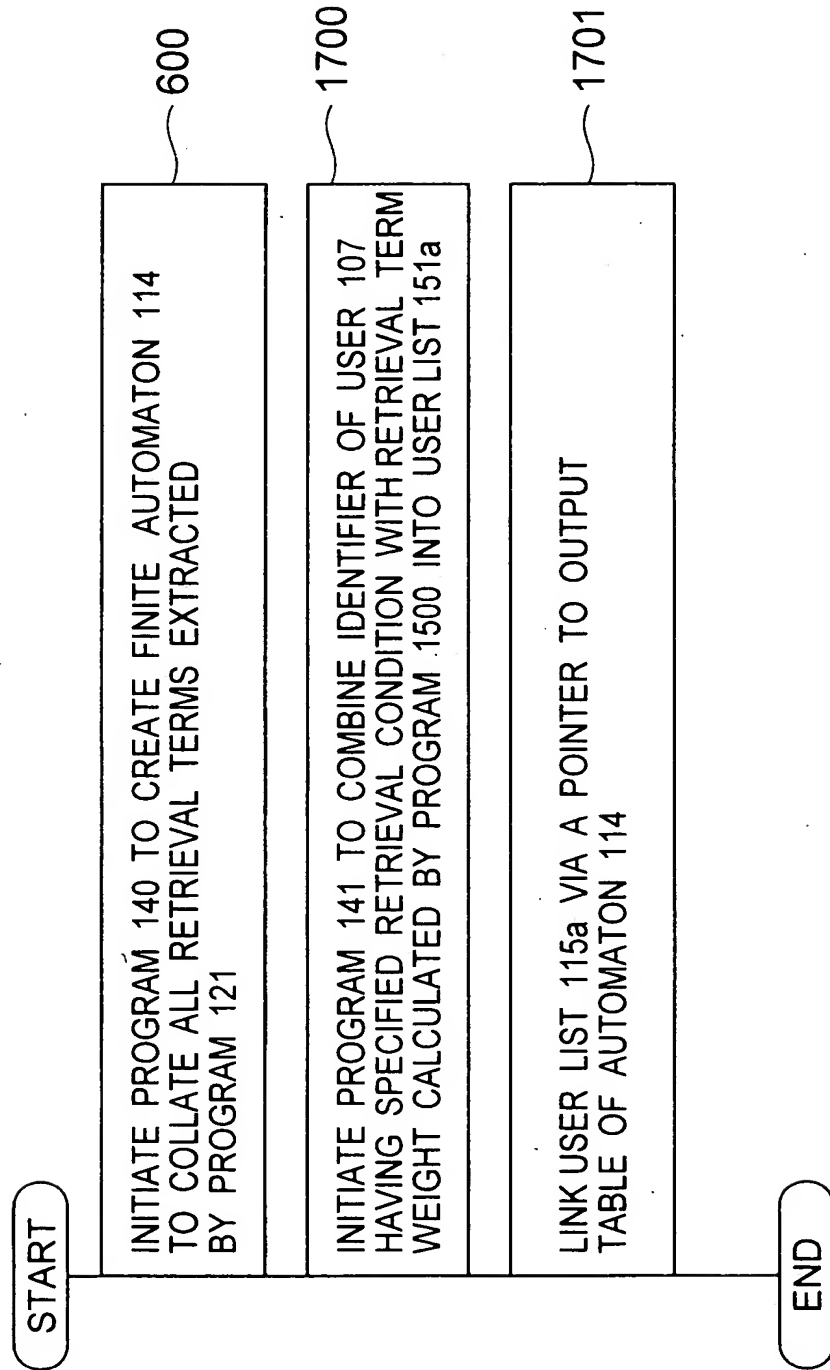 START
INITIATE PROGRAM 140 TO CREATE FINITE AUTOMATON 114
TO COLLATE ALL RETRIEVAL TERMS EXTRACTED
BY PROGRAM 121
600
INITIATE PROGRAM 141 TO COMBINE IDENTIFIER OF USER 107
HAVING SPECIFIED RETRIEVAL CONDITION WITH RETRIEVAL TERM
WEIGHT CALCULATED BY PROGRAM 1500 INTO USER LIST 151a
1700
LINK USER LIST 115a VIA A POINTER TO OUTPUT
TABLE OF AUTOMATON 114
1701
END